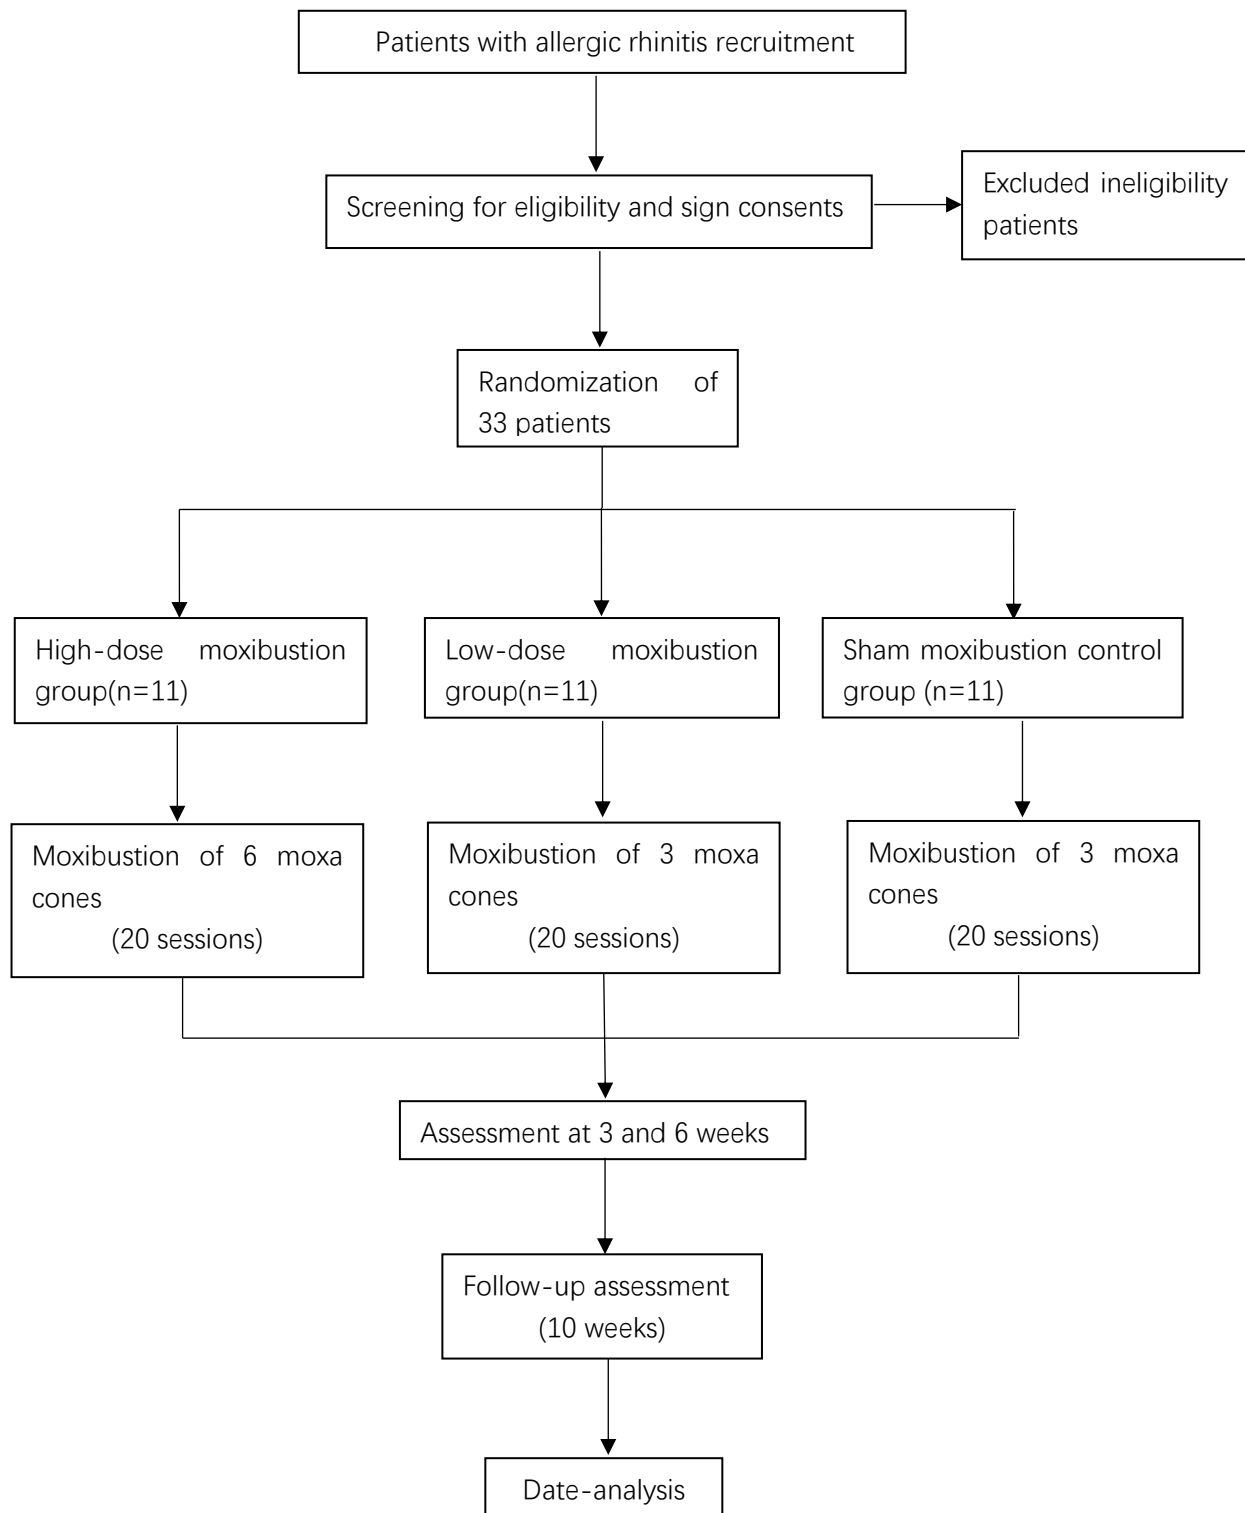 Patients with allergic rhinitis recruitment
Screening for eligibility and sign consents
Excluded ineligibility
patients
Randomization of
33 patients
High-dose moxibustion
group(n=11)
Low-dose moxibustion
group(n=11)
Sham moxibustion control
group (n=11)
Moxibustion of 6 moxa
cones
(20 sessions)
Moxibustion of 3 moxa
cones
(20 sessions)
Moxibustion of 3 moxa
cones
(20 sessions)
Assessment at 3 and 6 weeks
Follow-up assessment
(10 weeks)
Date-analysis